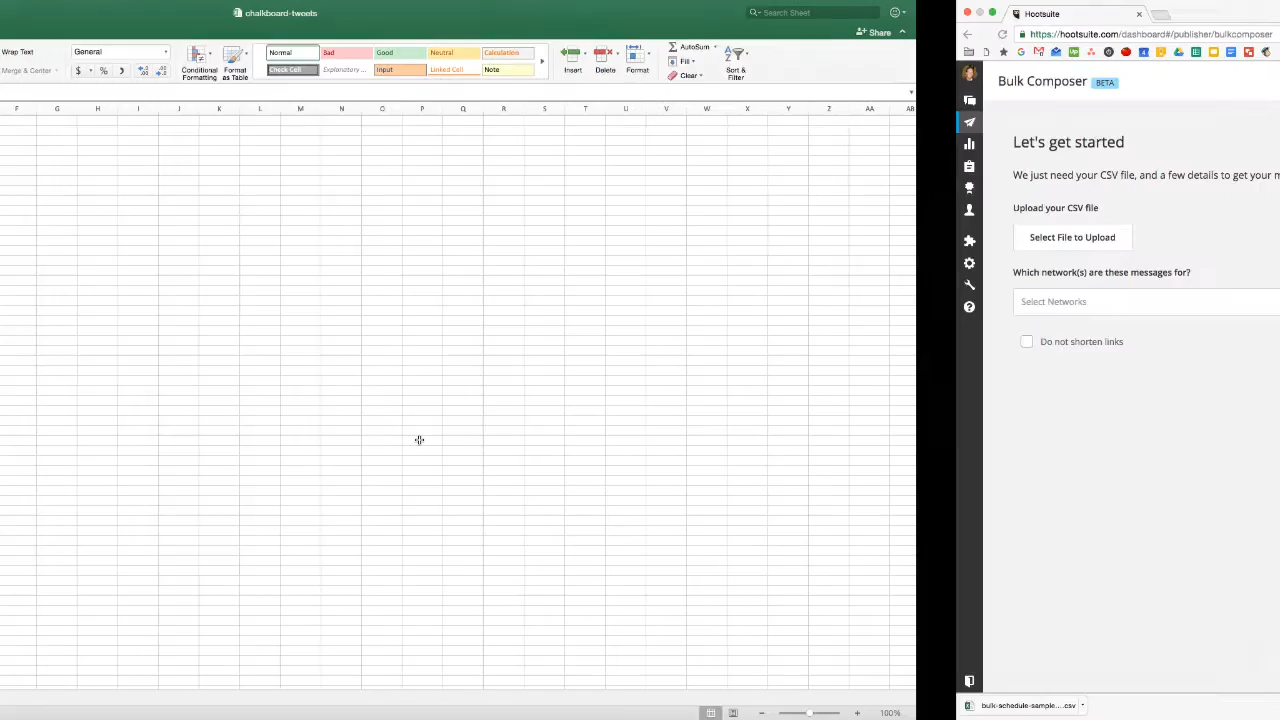 chalkboard-tweets
Search Sheet
Share
Wrap Text
General
Conditional
Formatting
Format
as Table
Normal
Bad
Good
Neutral
Calculation
Check Cell
Explanatory ...
Input
Linked Cell
Note
Insert
Delete
Format
AutoSum
Fill
Clear
Sort &
Filter
F G H I J K L M N O P Q R S T U V W X Y Z AA AB
100%
Hootsuite
https://hootsuite.com/dashboard#/publisher/bulkcomposer
Bulk Composer BETA
Let's get started
We just need your CSV file, and a few details to get your m
Upload your CSV file
Select File to Upload
Which network(s) are these messages for?
Select Networks
Do not shorten links
bulk-schedule-sample....csv